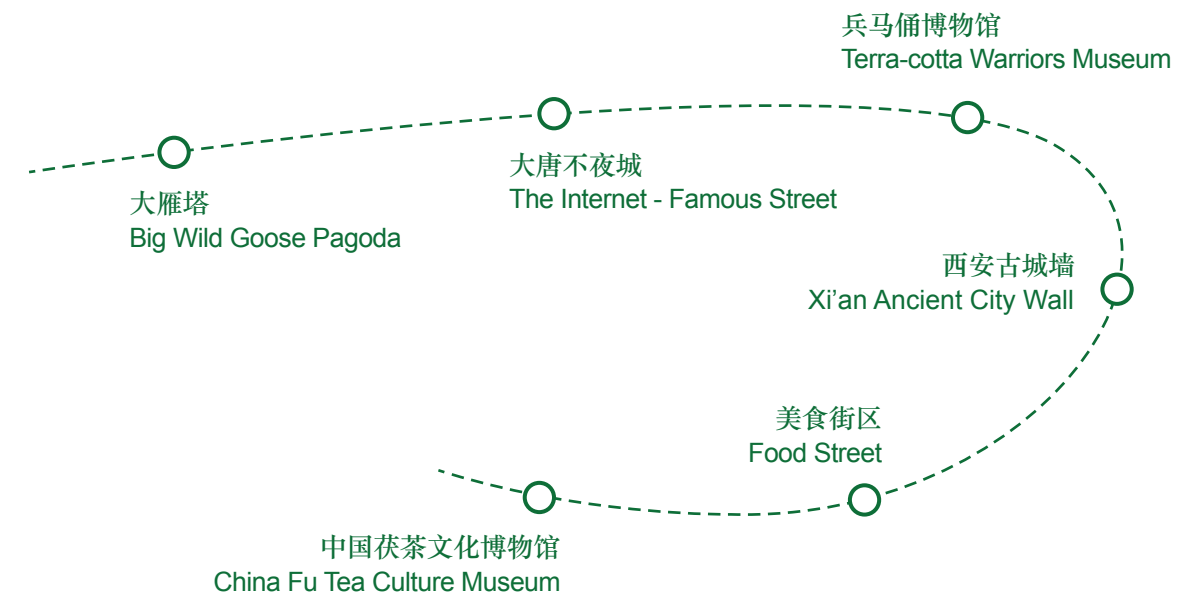 兵马俑博物馆
Terra-cotta Warriors Museum
大唐不夜城
The Internet - Famous Street
大雁塔
Big Wild Goose Pagoda
西安古城墙
Xi’an Ancient City Wall
美食街区
Food Street
中国茯茶文化博物馆
China Fu Tea Culture Museum